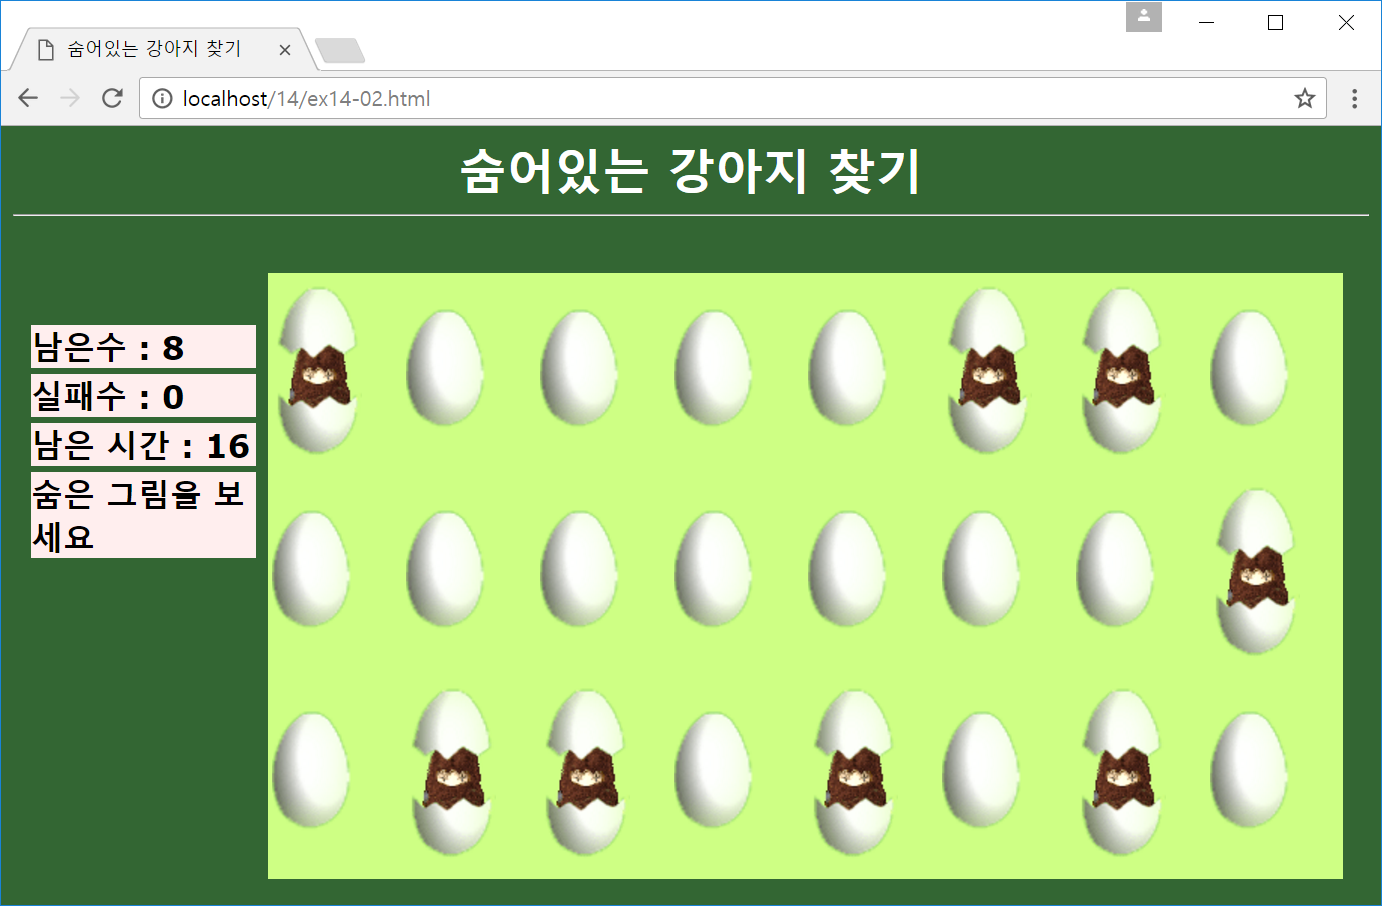 숨어있는 강아지 찾기
localhost/14/ex14-02.html
숨어있는 강아지 찾기
남은수 : 8
실패수 : 0
남은 시간 : 16
숨은 그림을 보
세요